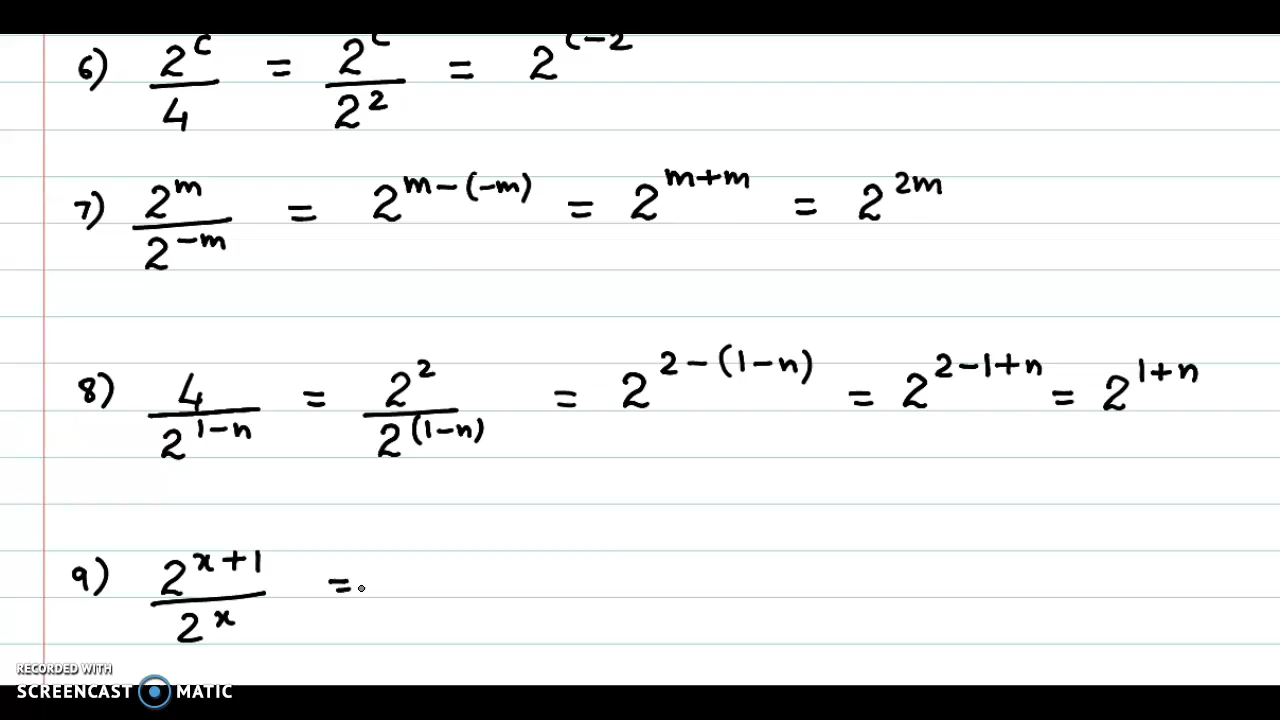 6) 2^c/4 = 2^c/2^2 = 2^(c-2
7) 2^m/2^-m = 2^m-(-m) = 2^m+m = 2^2m
8) 4/2^1-n = 2^2/2^(1-n) = 2^2-(1-n) = 2^2-1+n = 2^1+n
9) 2^x+1/2^x =
RECORDED WITH
SCREENCAST MATIC